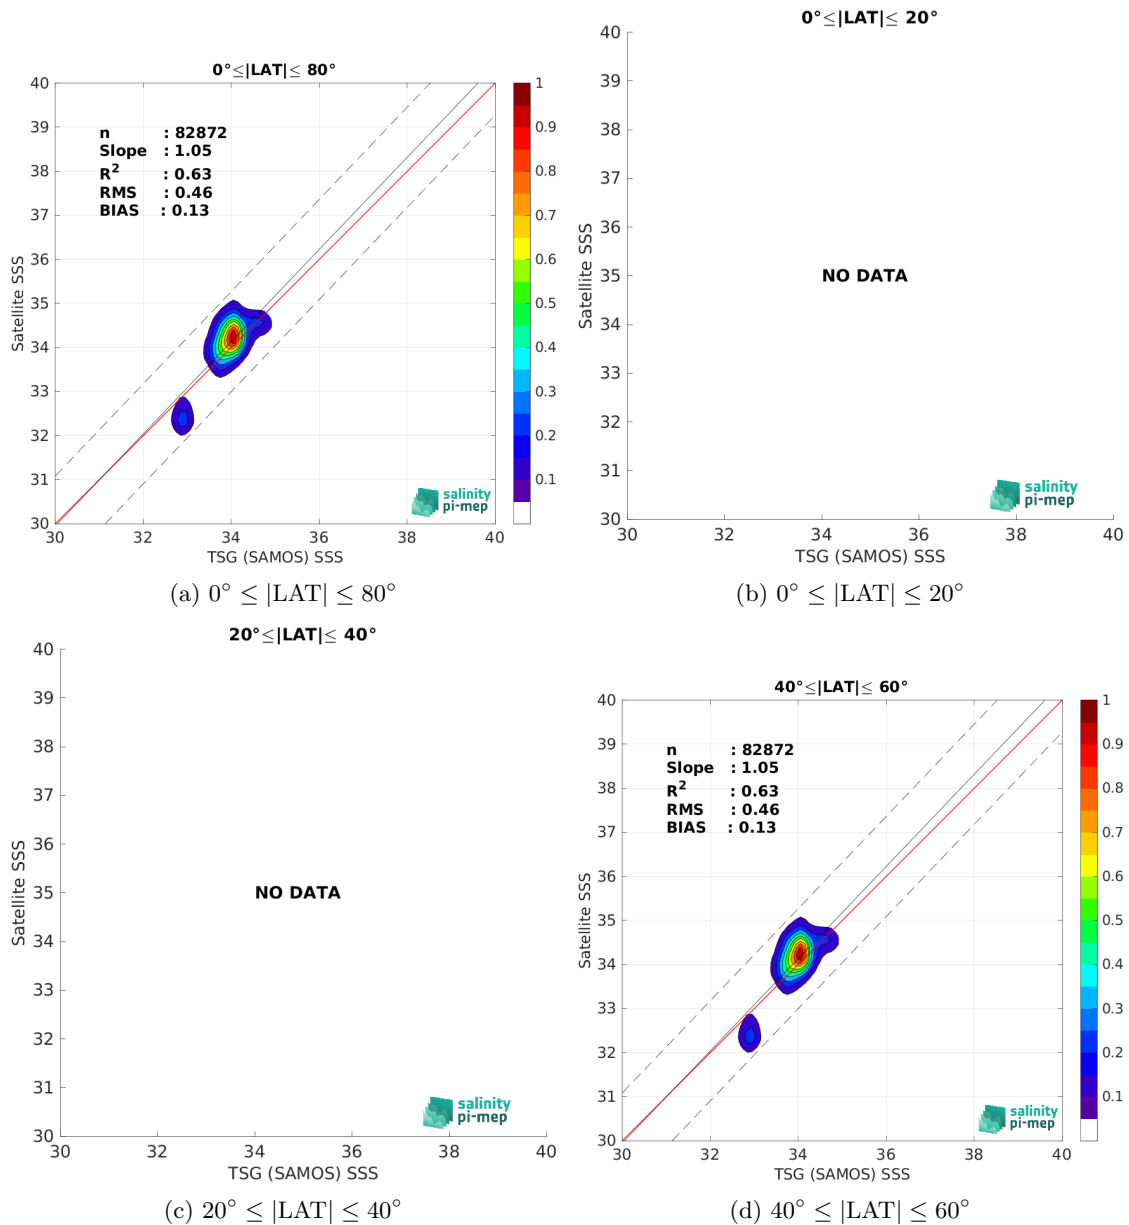 0°≤|LAT|≤ 80°
40
39
38
37
36
35
34
33
32
31
30
Satellite SSS
n : 82872
Slope : 1.05
R² : 0.63
RMS : 0.46
BIAS : 0.13
salinity
pi-mep
30 32 34 36 38 40
TSG (SAMOS) SSS
1
0.9
0.8
0.7
0.6
0.5
0.4
0.3
0.2
0.1
(a) 0° ≤ |LAT| ≤ 80°
0°≤|LAT|≤ 20°
40
39
38
37
36
35
34
33
32
31
30
Satellite SSS
NO DATA
salinity
pi-mep
30 32 34 36 38 40
TSG (SAMOS) SSS
(b) 0° ≤ |LAT| ≤ 20°
20°≤|LAT|≤ 40°
40
39
38
37
36
35
34
33
32
31
30
Satellite SSS
NO DATA
salinity
pi-mep
30 32 34 36 38 40
TSG (SAMOS) SSS
(c) 20° ≤ |LAT| ≤ 40°
40°≤|LAT|≤ 60°
40
39
38
37
36
35
34
33
32
31
30
Satellite SSS
n : 82872
Slope : 1.05
R² : 0.63
RMS : 0.46
BIAS : 0.13
salinity
pi-mep
30 32 34 36 38 40
TSG (SAMOS) SSS
1
0.9
0.8
0.7
0.6
0.5
0.4
0.3
0.2
0.1
(d) 40° ≤ |LAT| ≤ 60°